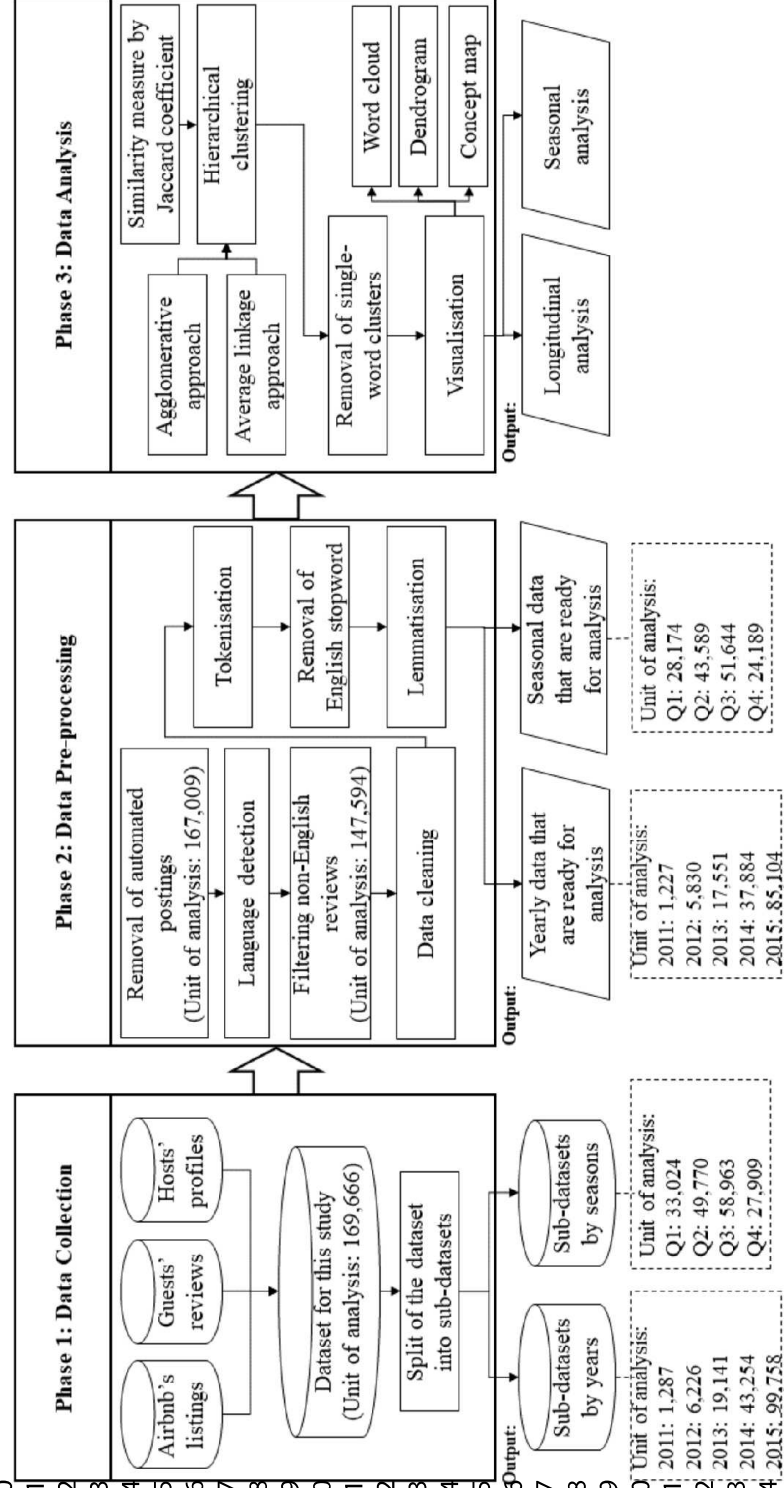 Phase 1: Data Collection
Airbnb's
listings
Guests'
reviews
Hosts'
profiles
Dataset for this study
(Unit of analysis: 169,666)
Split of the dataset
into sub-datasets
Output:
Sub-datasets
by years
Sub-datasets
by seasons
Unit of analysis:
2011: 1,287
2012: 6,226
2013: 19,141
2014: 43,254
2015: 99,758
Unit of analysis:
Q1: 33,024
Q2: 49,770
Q3: 58,963
Q4: 27,909
Phase 2: Data Pre-processing
Removal of automated
postings
(Unit of analysis: 167,009)
Language detection
Filtering non-English
reviews
(Unit of analysis: 147,594)
Data cleaning
Tokenisation
Removal of
English stopword
Lemmatisation
Output:
Yearly data that
are ready for
analysis
Seasonal data
that are ready
for analysis
Unit of analysis:
2011: 1,227
2012: 5,830
2013: 17,551
2014: 37,884
2015: 85,104
Unit of analysis:
Q1: 28,174
Q2: 43,589
Q3: 51,644
Q4: 24,189
Phase 3: Data Analysis
Agglomerative
approach
Average linkage
approach
Similarity measure by
Jaccard coefficient
Hierarchical
clustering
Removal of single-
word clusters
Visualisation
Word cloud
Dendrogram
Concept map
Output:
Longitudinal
analysis
Seasonal
analysis